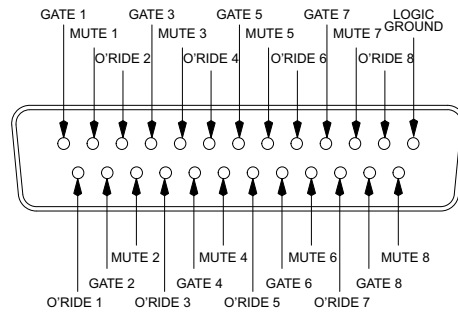 GATE 1 GATE 3 GATE 5 GATE 7 LOGIC
GROUND
MUTE 1 MUTE 3 MUTE 5 MUTE 7
O'RIDE 2 O'RIDE 4 O'RIDE 6 O'RIDE 8
MUTE 2 MUTE 4 MUTE 6 MUTE 8
GATE 2 GATE 4 GATE 6 GATE 8
O'RIDE 1 O'RIDE 3 O'RIDE 5 O'RIDE 7